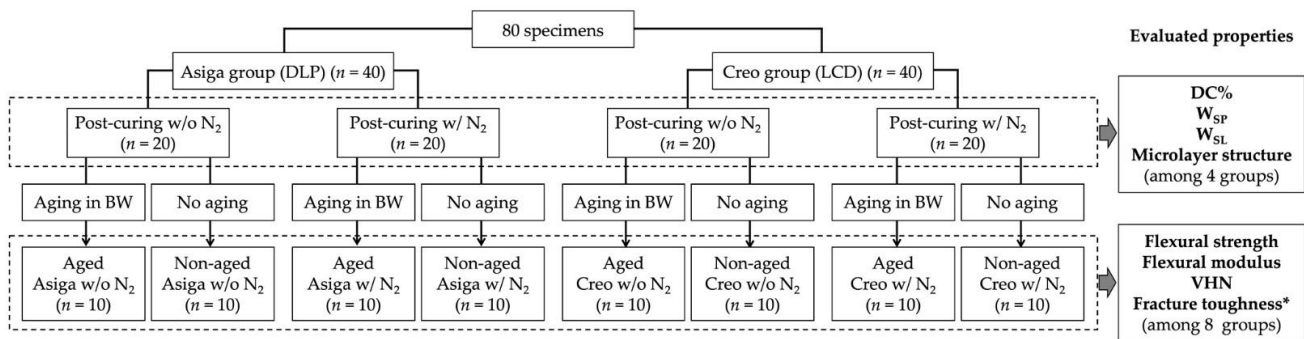 80 specimens
Evaluated properties
Asiga group (DLP) (n = 40)
Creo group (LCD) (n = 40)
Post-curing w/o N₂
(n = 20)
Post-curing w/ N₂
(n = 20)
Post-curing w/o N₂
(n = 20)
Post-curing w/ N₂
(n = 20)
DC%
W_SP
W_SL
Microlayer structure
(among 4 groups)
Aging in BW
No aging
Aging in BW
No aging
Aging in BW
No aging
Aging in BW
No aging
Aged
Asiga w/o N₂
(n = 10)
Non-aged
Asiga w/o N₂
(n = 10)
Aged
Asiga w/ N₂
(n = 10)
Non-aged
Asiga w/ N₂
(n = 10)
Aged
Creo w/o N₂
(n = 10)
Non-aged
Creo w/o N₂
(n = 10)
Aged
Creo w/ N₂
(n = 10)
Non-aged
Creo w/ N₂
(n = 10)
Flexural strength
Flexural modulus
VHN
Fracture toughness*
(among 8 groups)